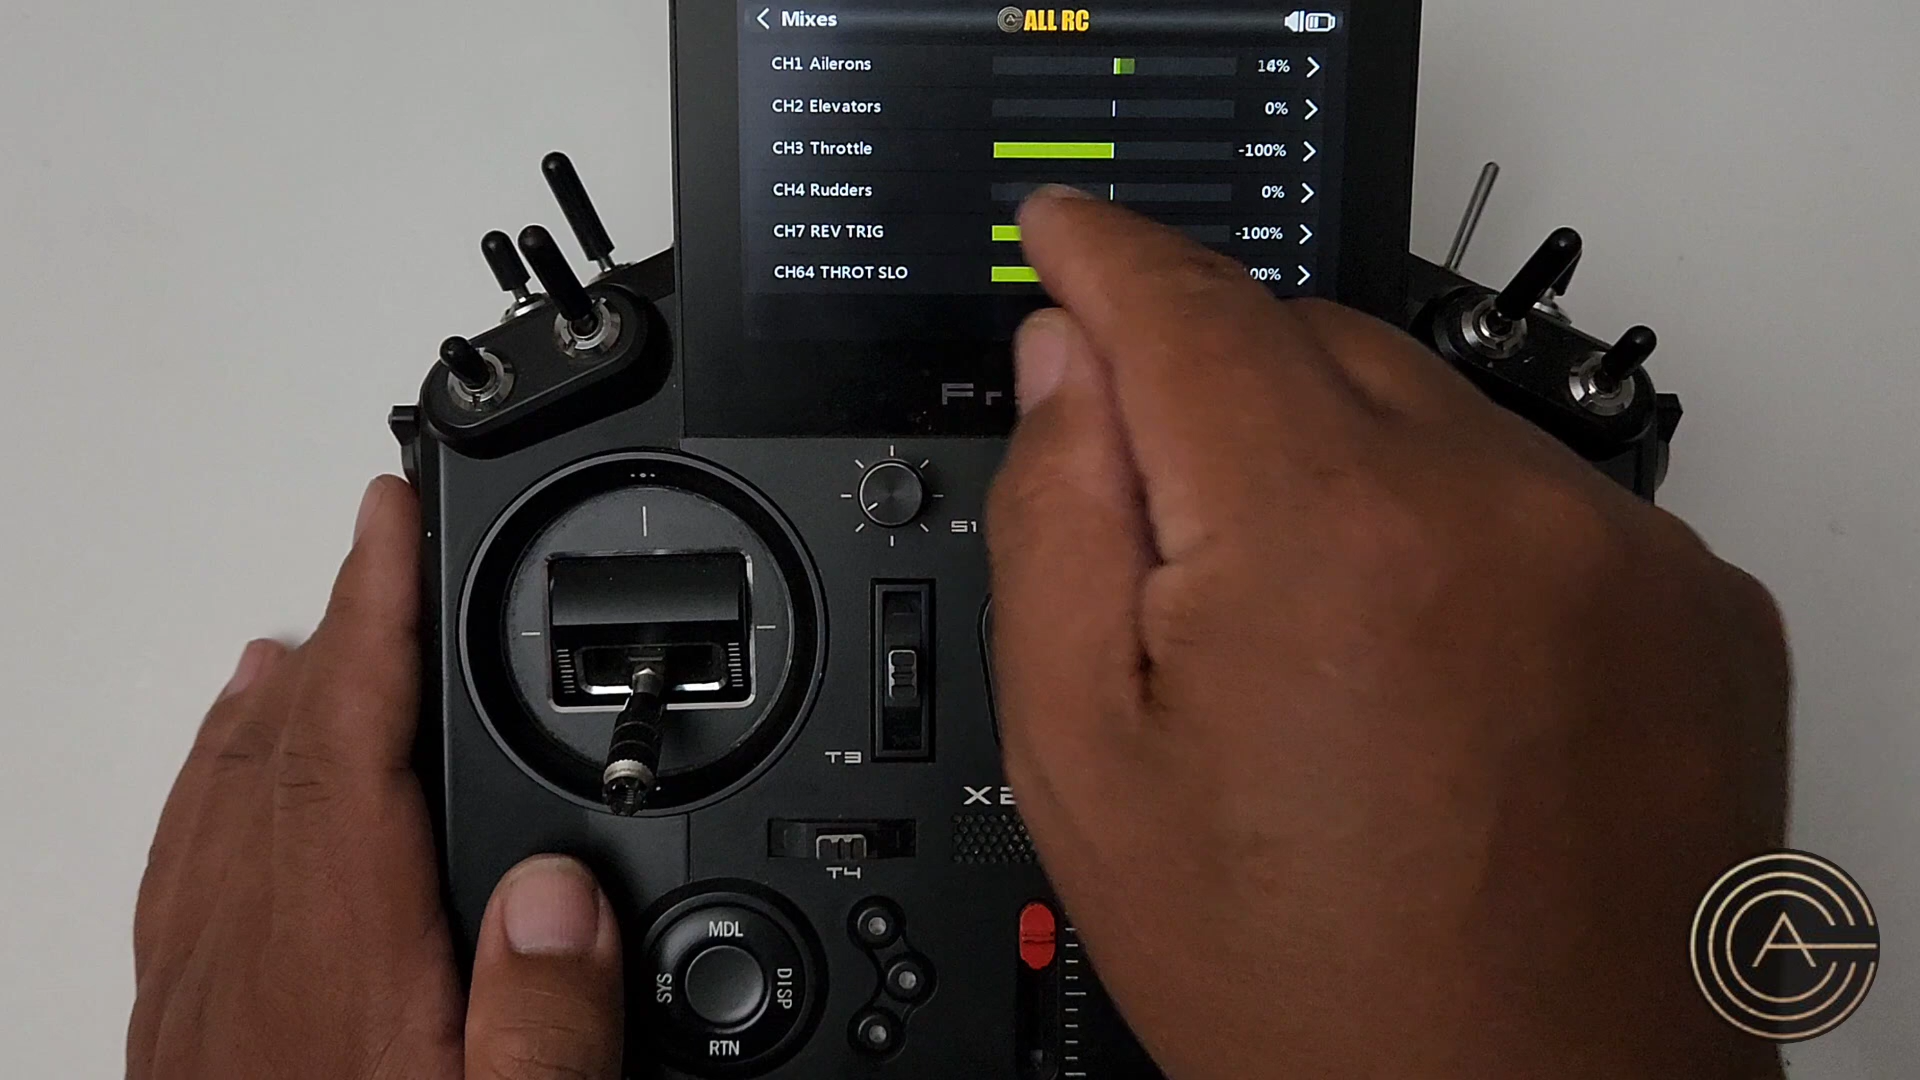 Mixes
ALL RC
CH1 Ailerons 14%
CH2 Elevators 0%
CH3 Throttle -100%
CH4 Rudders 0%
CH7 REV TRIG -100%
CH64 THROT SLO
S1
T3
T4
MDL
SYS
DISP
RTN